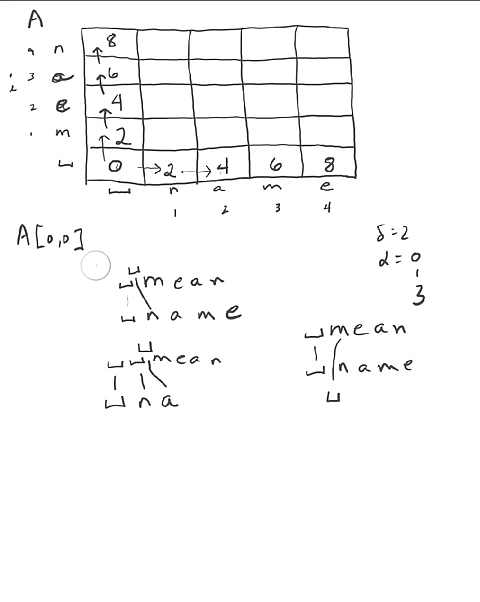 A
4 n 8
i 3 a 6
2 e 4
1 m 2
␣ 0 → 2 → 4 6 8
␣ n a m e
1 2 3 4
A[0,0]
δ=2
α=0
1
3
␣
␣mean
␣name
␣
␣␣mean
␣na
␣mean
␣name
␣